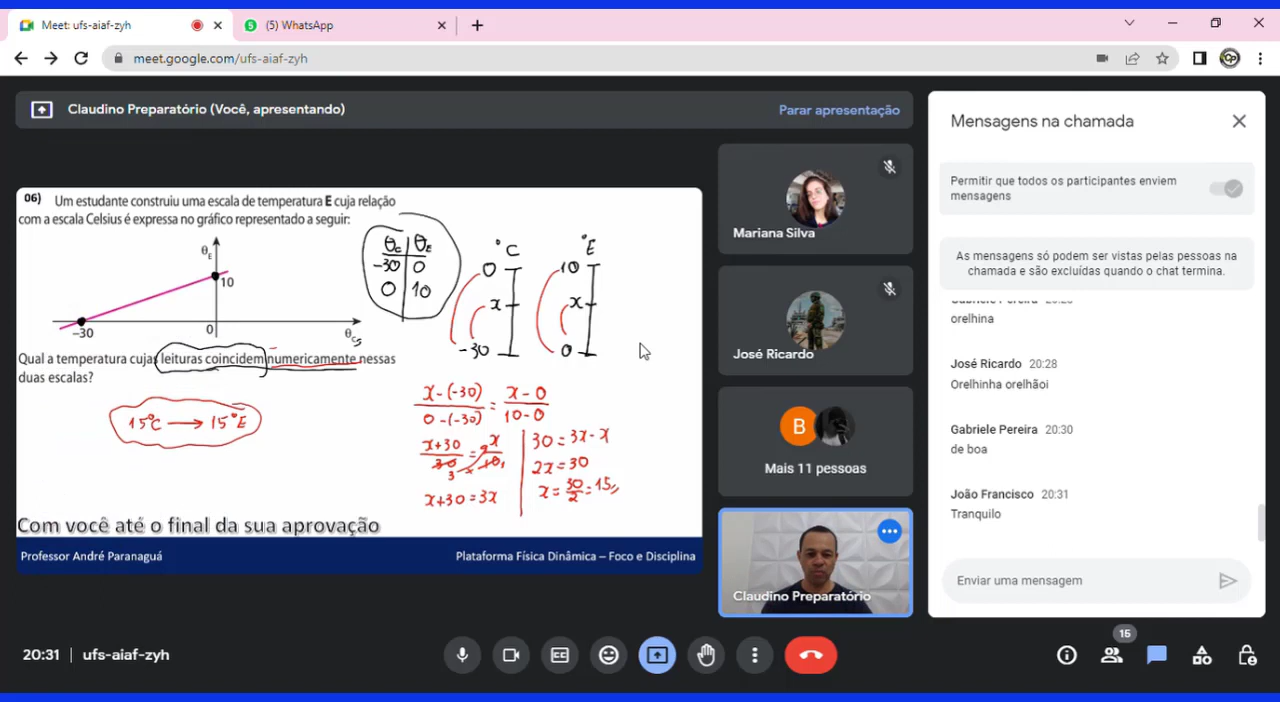 Meet: ufs-aiaf-zyh
(5) WhatsApp
meet.google.com/ufs-aiaf-zyh
Claudino Preparatório (Você, apresentando)
Parar apresentação
06) Um estudante construiu uma escala de temperatura E cuja relação
com a escala Celsius é expressa no gráfico representado a seguir:
θE
10
-30
0
θC
θC | θE
-30 | 0
0 | 10
°C
0
x
-30
°E
10
x
0
Qual a temperatura cujas leituras coincidem numericamente nessas
duas escalas?
15°C → 15°E
x-(-30) / 0-(-30) = x-0 / 10-0
x+30 / 30 = x / 10
3
x+30=3x
30=3x-x
2x=30
x=30/2=15
Com você até o final da sua aprovação
Professor André Paranaguá
Plataforma Física Dinâmica – Foco e Disciplina
Mariana Silva
José Ricardo
B
Mais 11 pessoas
Claudino Preparatório
Mensagens na chamada
Permitir que todos os participantes enviem
mensagens
As mensagens só podem ser vistas pelas pessoas na
chamada e são excluídas quando o chat termina.
Gabriele Pereira 20:28
orelhina
José Ricardo 20:28
Orelhinha orelhãoi
Gabriele Pereira 20:30
de boa
João Francisco 20:31
Tranquilo
Enviar uma mensagem
20:31 | ufs-aiaf-zyh
15